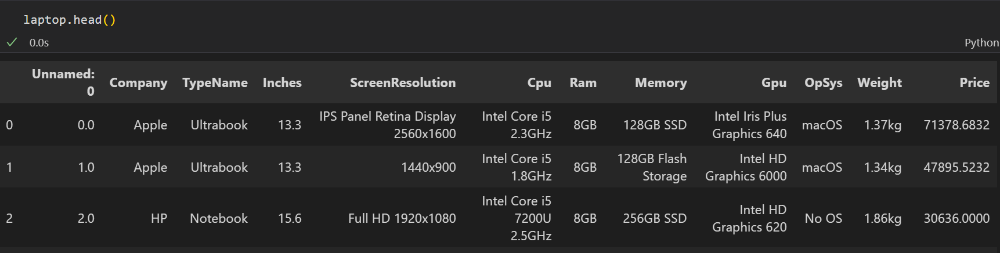 laptop.head()
0.0s
Python
Unnamed: 0 Company TypeName Inches ScreenResolution Cpu Ram Memory Gpu OpSys Weight Price
0 0.0 Apple Ultrabook 13.3 IPS Panel Retina Display 2560x1600 Intel Core i5 2.3GHz 8GB 128GB SSD Intel Iris Plus Graphics 640 macOS 1.37kg 71378.6832
1 1.0 Apple Ultrabook 13.3 1440x900 Intel Core i5 1.8GHz 8GB 128GB Flash Storage Intel HD Graphics 6000 macOS 1.34kg 47895.5232
2 2.0 HP Notebook 15.6 Full HD 1920x1080 Intel Core i5 7200U 2.5GHz 8GB 256GB SSD Intel HD Graphics 620 No OS 1.86kg 30636.0000